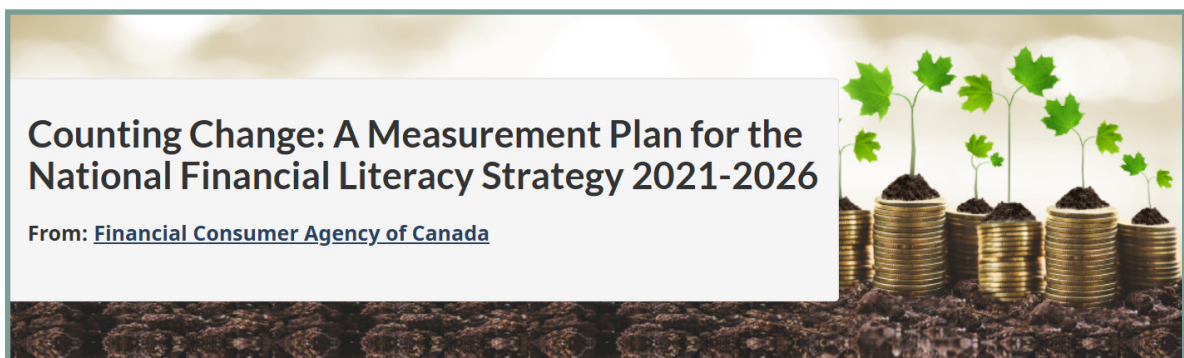 Counting Change: A Measurement Plan for the
National Financial Literacy Strategy 2021-2026
From: Financial Consumer Agency of Canada